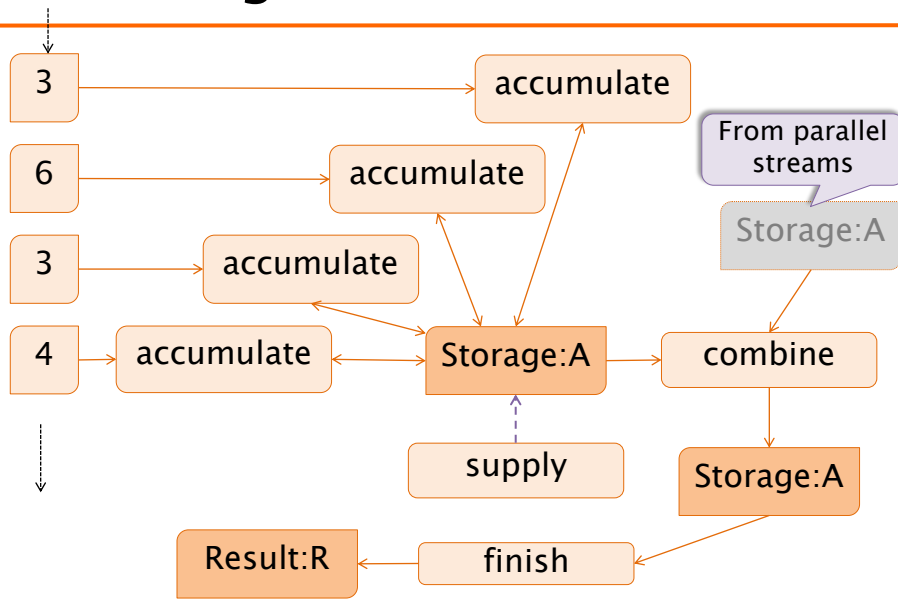 3
accumulate
From parallel
streams
6
accumulate
Storage:A
3
accumulate
4
accumulate
Storage:A
combine
supply
Storage:A
Result:R
finish